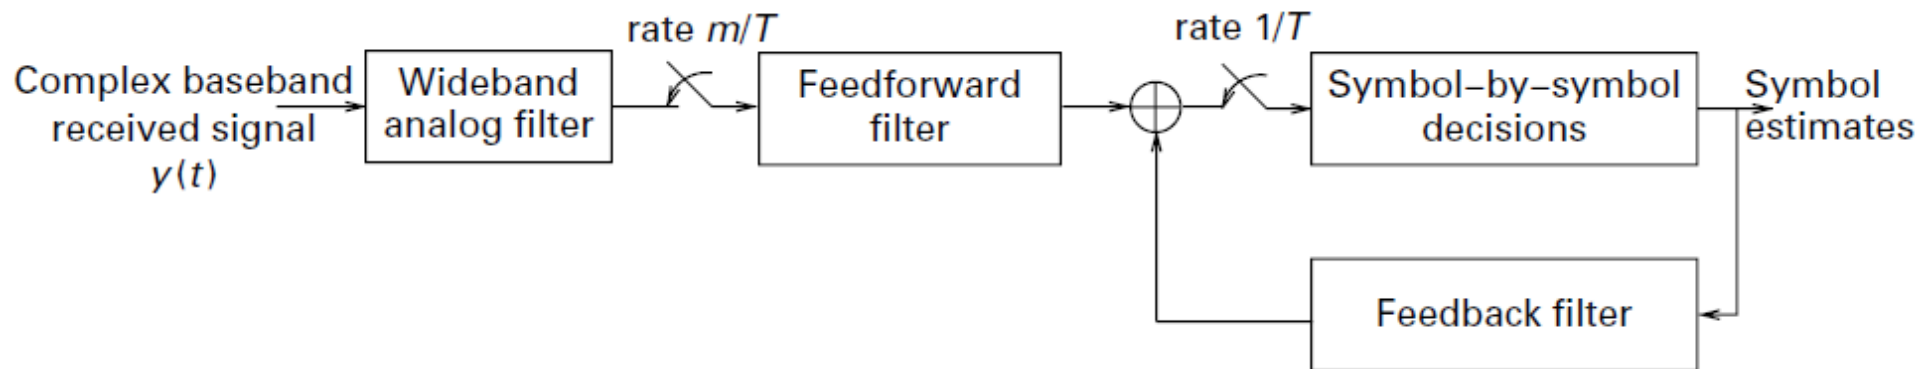 Complex baseband
received signal
y(t)
Wideband
analog filter
rate m/T
Feedforward
filter
rate 1/T
Symbol–by–symbol
decisions
Symbol
estimates
Feedback filter